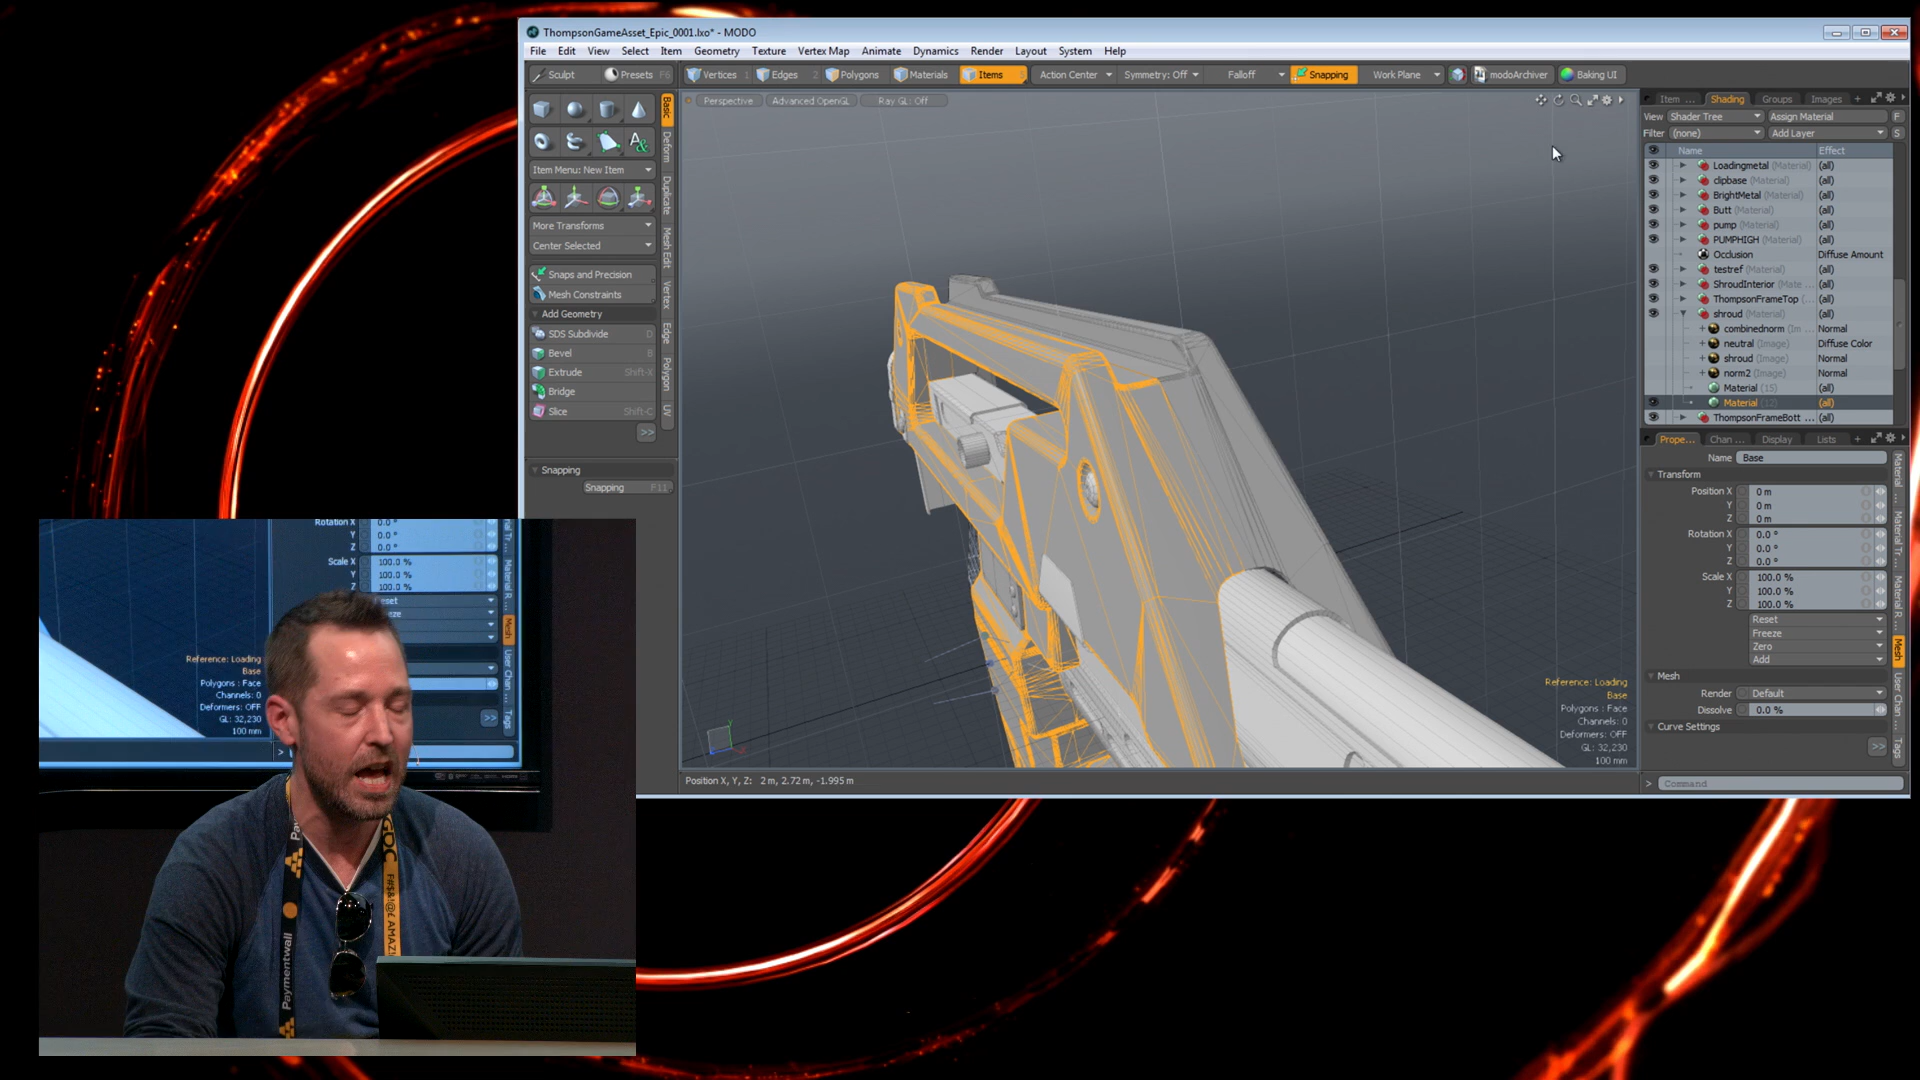 ThompsonGameAsset_Epic_0001.lxo* - MODO
File Edit View Select Item Geometry Texture Vertex Map Animate Dynamics Render Layout System Help
Sculpt Presets F6 Vertices 1 Edges 2 Polygons Materials Items 5 Action Center Symmetry: Off Falloff Snapping Work Plane modoArchiver Baking UI
Perspective Advanced OpenGL Ray GL: Off
Basic
Deform
Duplicate
Mesh Edit
Vertex
Edge
Polygon
UV
Item Menu: New Item
More Transforms
Center Selected
Snaps and Precision
Mesh Constraints
Add Geometry
SDS Subdivide D
Bevel B
Extrude Shift-X
Bridge
Slice Shift-C
>>
Snapping
Snapping F11
Item ... Shading Groups Images +
View Shader Tree Assign Material F
Filter (none) Add Layer S
Name Effect
Loadingmetal (Material) (all)
clipbase (Material) (all)
BrightMetal (Material) (all)
Butt (Material) (all)
pump (Material) (all)
PUMPHIGH (Material) (all)
Occlusion Diffuse Amount
testref (Material) (all)
ShroudInterior (Mate ... (all)
ThompsonFrameTop (... (all)
shroud (Material) (all)
combinednorm (Im ... Normal
neutral (Image) Diffuse Color
shroud (Image) Normal
norm2 (Image) Normal
Material (15) (all)
Material (12) (all)
ThompsonFrameBott ... (all)
Prope... Chan ... Display Lists +
Name Base
Transform
Position X 0 m
Y 0 m
Z 0 m
Rotation X 0.0 °
Y 0.0 °
Z 0.0 °
Scale X 100.0 %
Y 100.0 %
Z 100.0 %
Reset
Freeze
Zero
Add
Mesh
Render Default
Dissolve 0.0 %
Curve Settings
>>
Material ...
Material Tr ...
Material R ...
Mesh
User Chan ...
Tags
> Command
Reference: Loading
Base
Polygons : Face
Channels: 0
Deformers: OFF
GL: 32,230
100 mm
Position X, Y, Z: 2 m, 2.72 m, -1.995 m
Rotation X 0.0 °
Y 0.0 °
Z 0.0 °
Scale X 100.0 %
Y 100.0 %
Z 100.0 %
Reference: Loading
Base
Polygons : Face
Channels: 0
Deformers: OFF
GL: 32,230
100 mm
Material R ...
Mesh
User Chan ...
Tags
>>
>
GDC
F#$&!@£ AMAZ
Paymentwall